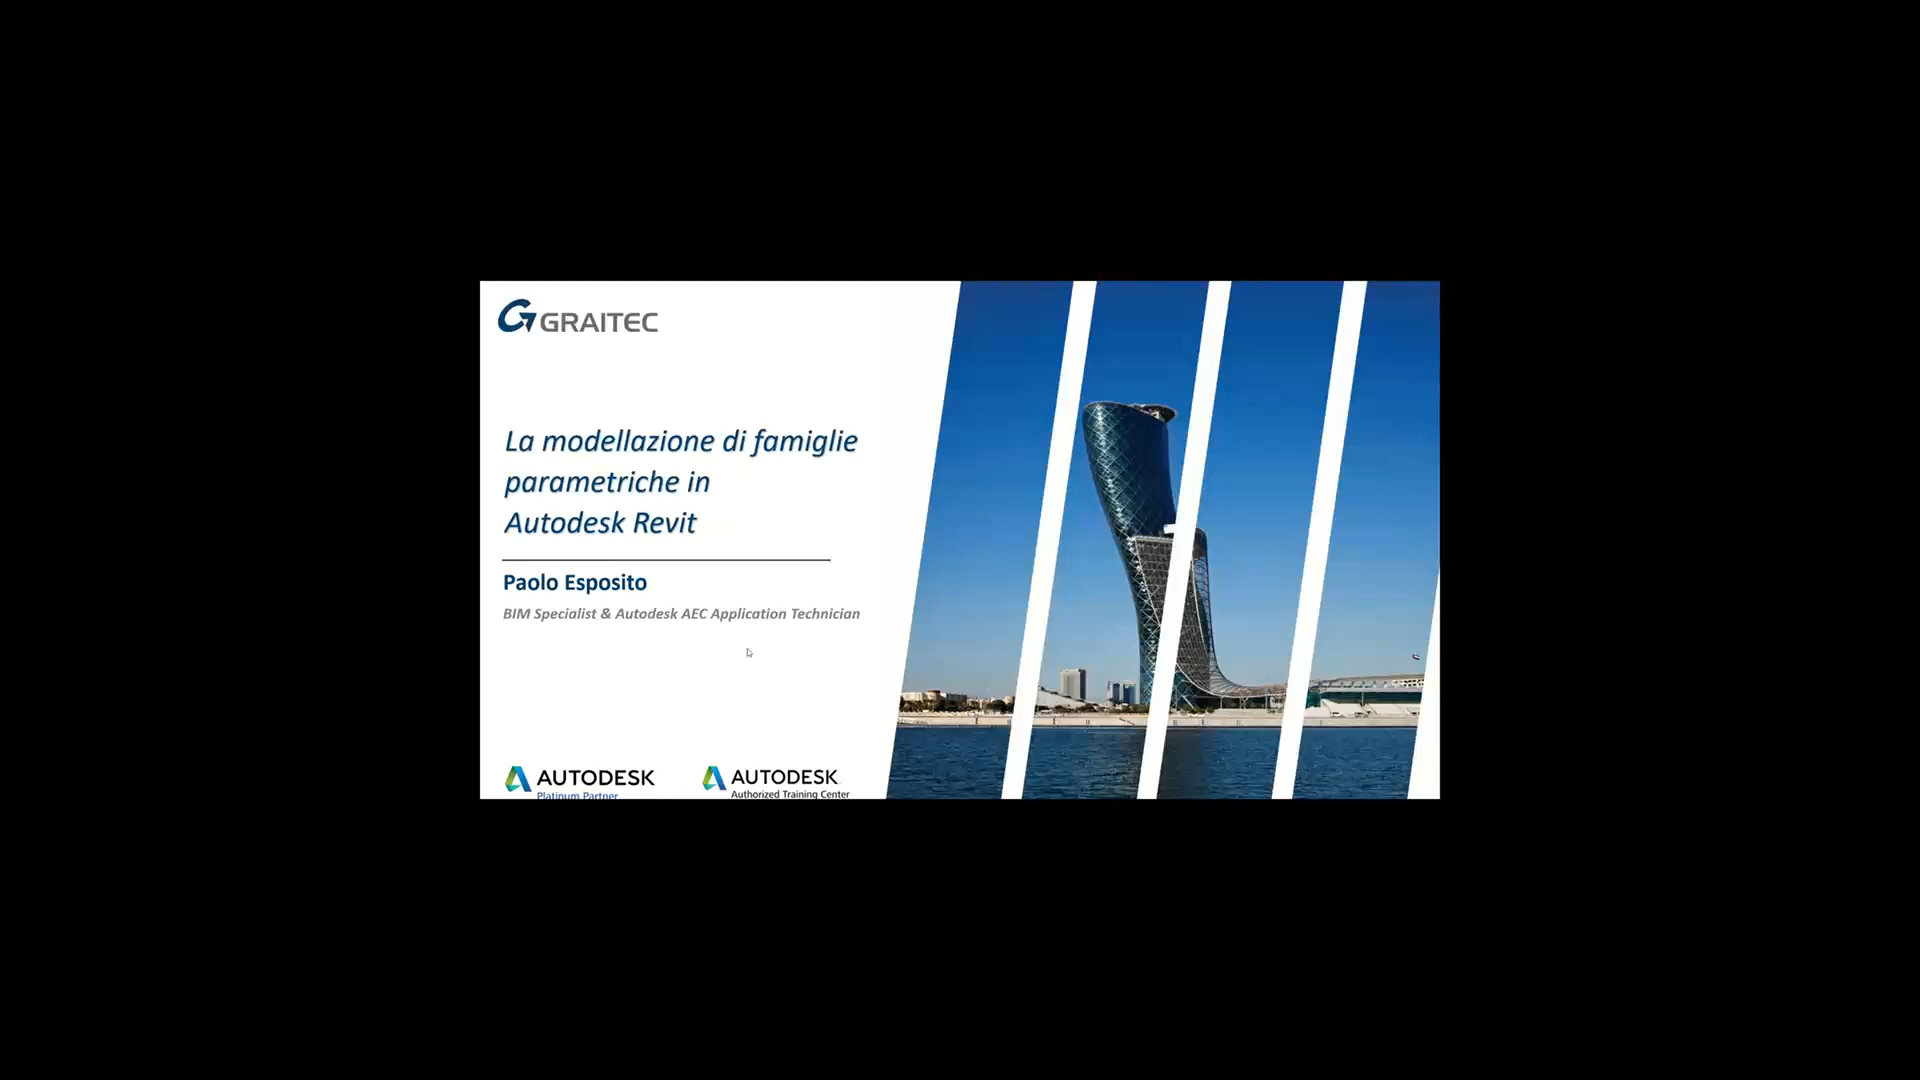 GRAITEC
La modellazione di famiglie
parametriche in
Autodesk Revit
Paolo Esposito
BIM Specialist & Autodesk AEC Application Technician
AUTODESK
Platinum Partner
AUTODESK
Authorized Training Center